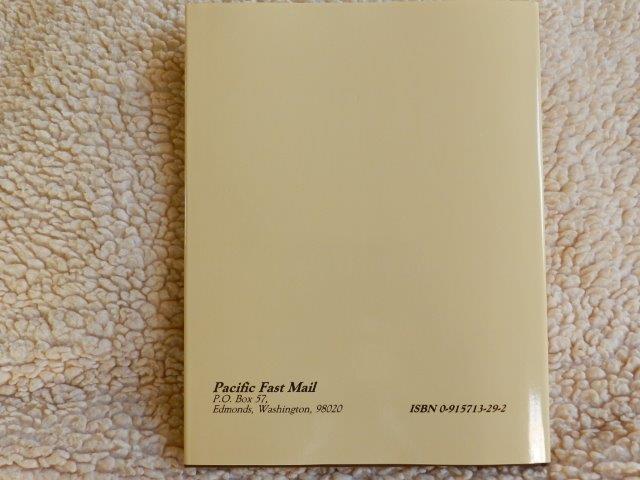 Pacific Fast Mail
P.O. Box 57,
Edmonds, Washington, 98020
ISBN 0-915713-29-2